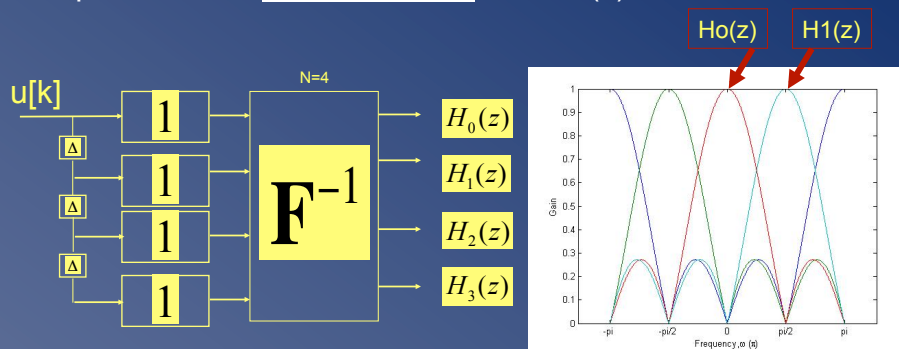 Ho(z) H1(z)
N=4
u[k]
1
Δ
1
Δ
1
Δ
1
F⁻¹
H₀(z)
H₁(z)
H₂(z)
H₃(z)
1
0.9
0.8
0.7
0.6
0.5
0.4
0.3
0.2
0.1
0
Gain
-pi -pi/2 0 pi/2 pi
Frequency,ω (π)